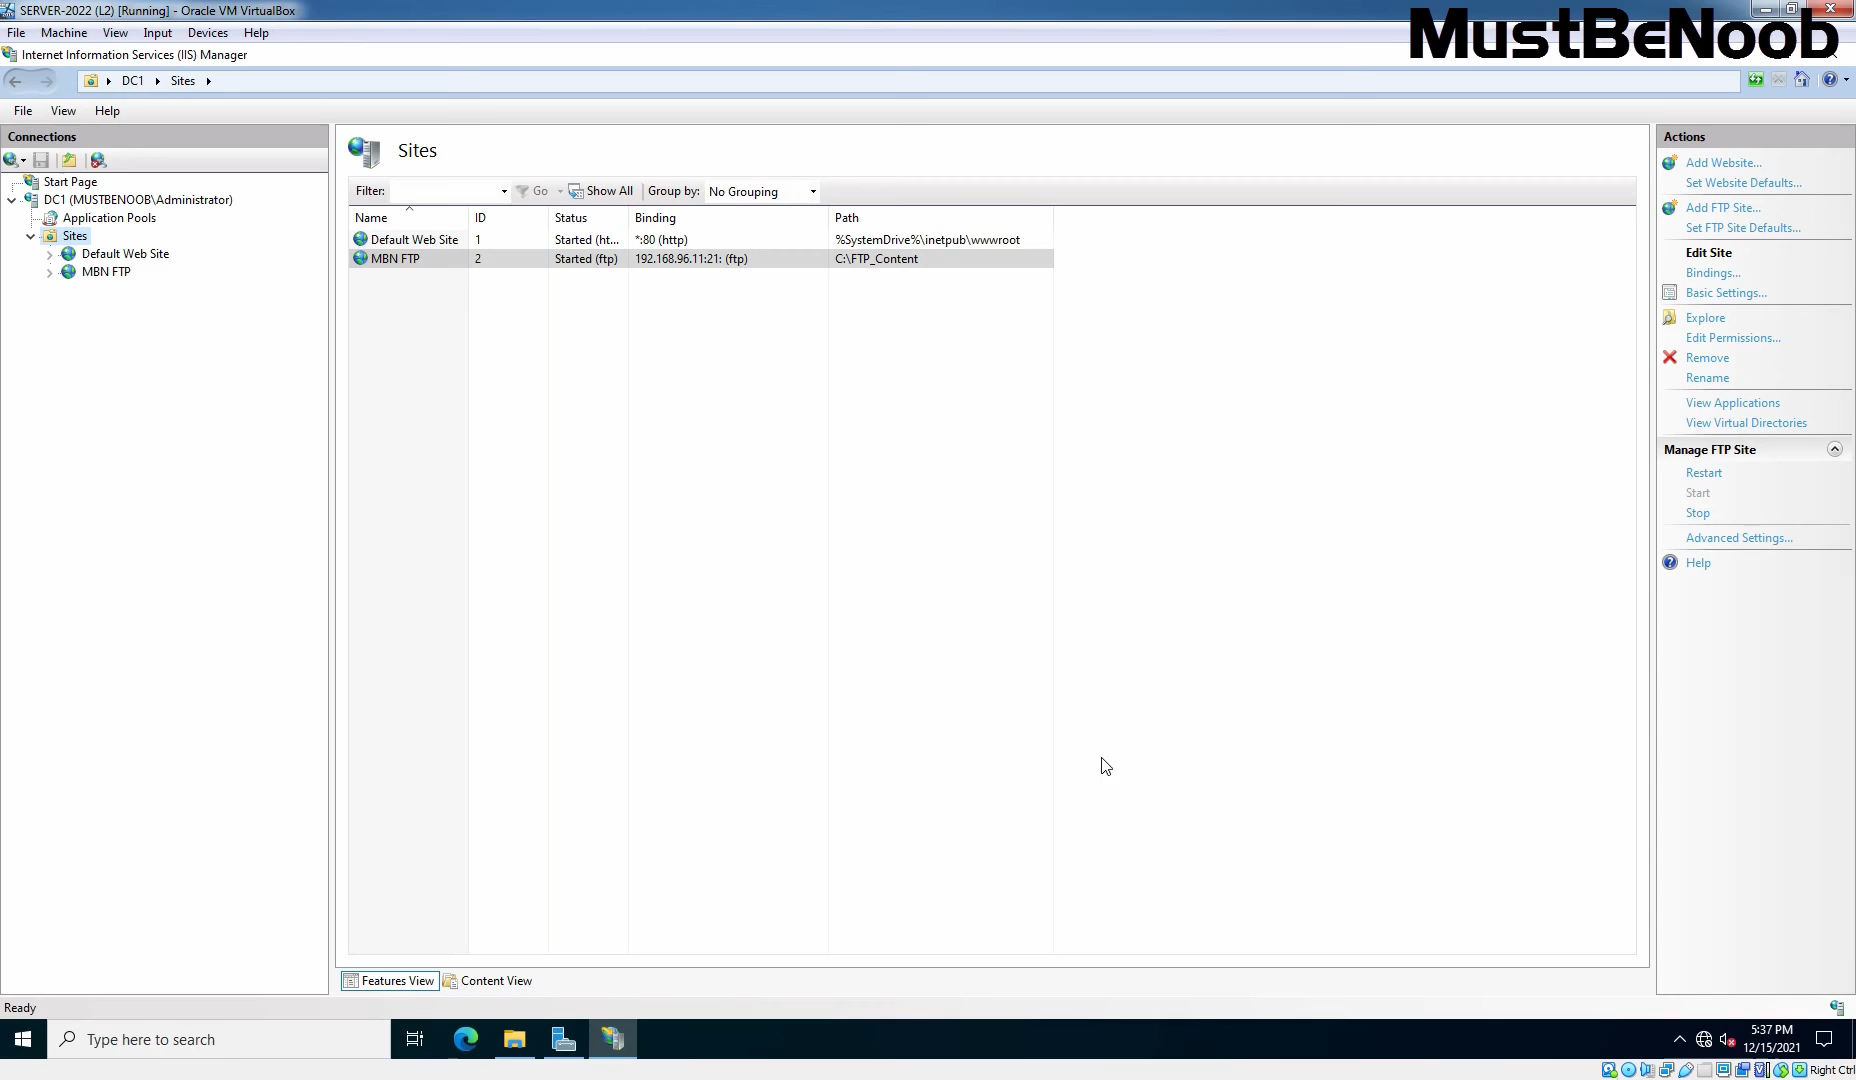 SERVER-2022 (L2) [Running] - Oracle VM VirtualBox
MustBeNoob
File Machine View Input Devices Help
Internet Information Services (IIS) Manager
DC1 Sites
File View Help
Connections
Start Page
DC1 (MUSTBENOOB\Administrator)
Application Pools
Sites
Default Web Site
MBN FTP
Sites
Filter: Go Show All Group by: No Grouping
Name ID Status Binding Path
Default Web Site 1 Started (ht... *:80 (http) %SystemDrive%\inetpub\wwwroot
MBN FTP 2 Started (ftp) 192.168.96.11:21: (ftp) C:\FTP_Content
Features View Content View
Actions
Add Website...
Set Website Defaults...
Add FTP Site...
Set FTP Site Defaults...
Edit Site
Bindings...
Basic Settings...
Explore
Edit Permissions...
Remove
Rename
View Applications
View Virtual Directories
Manage FTP Site
Restart
Start
Stop
Advanced Settings...
Help
Ready
Type here to search
5:37 PM
12/15/2021
Right Ctrl